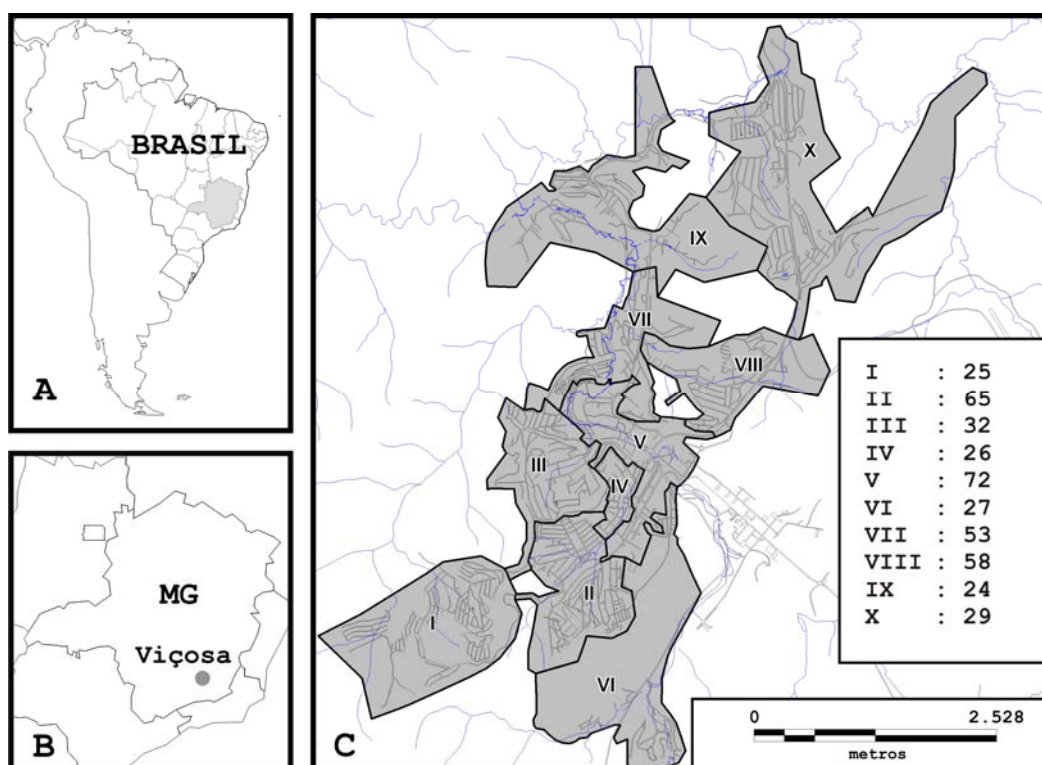 BRASIL
A
MG
Viçosa
B
X
IX
VII
VIII
V
III
IV
II
I
VI
C
I : 25
II : 65
III : 32
IV : 26
V : 72
VI : 27
VII : 53
VIII : 58
IX : 24
X : 29
0 2.528
metros